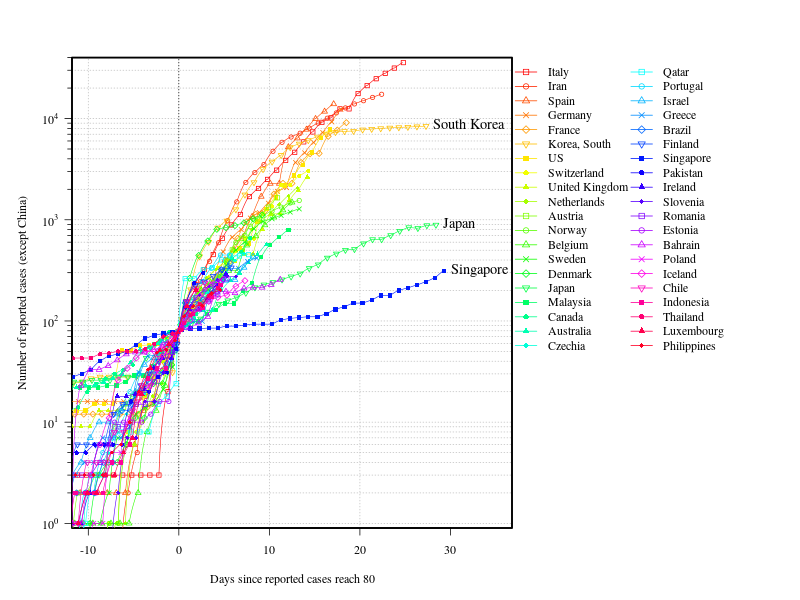 Number of reported cases (except China)
10⁴
10³
10²
10¹
10⁰
-10
0
10
20
30
Days since reported cases reach 80
South Korea
Japan
Singapore
Italy
Iran
Spain
Germany
France
Korea, South
US
Switzerland
United Kingdom
Netherlands
Austria
Norway
Belgium
Sweden
Denmark
Japan
Malaysia
Canada
Australia
Czechia
Qatar
Portugal
Israel
Greece
Brazil
Finland
Singapore
Pakistan
Ireland
Slovenia
Romania
Estonia
Bahrain
Poland
Iceland
Chile
Indonesia
Thailand
Luxembourg
Philippines